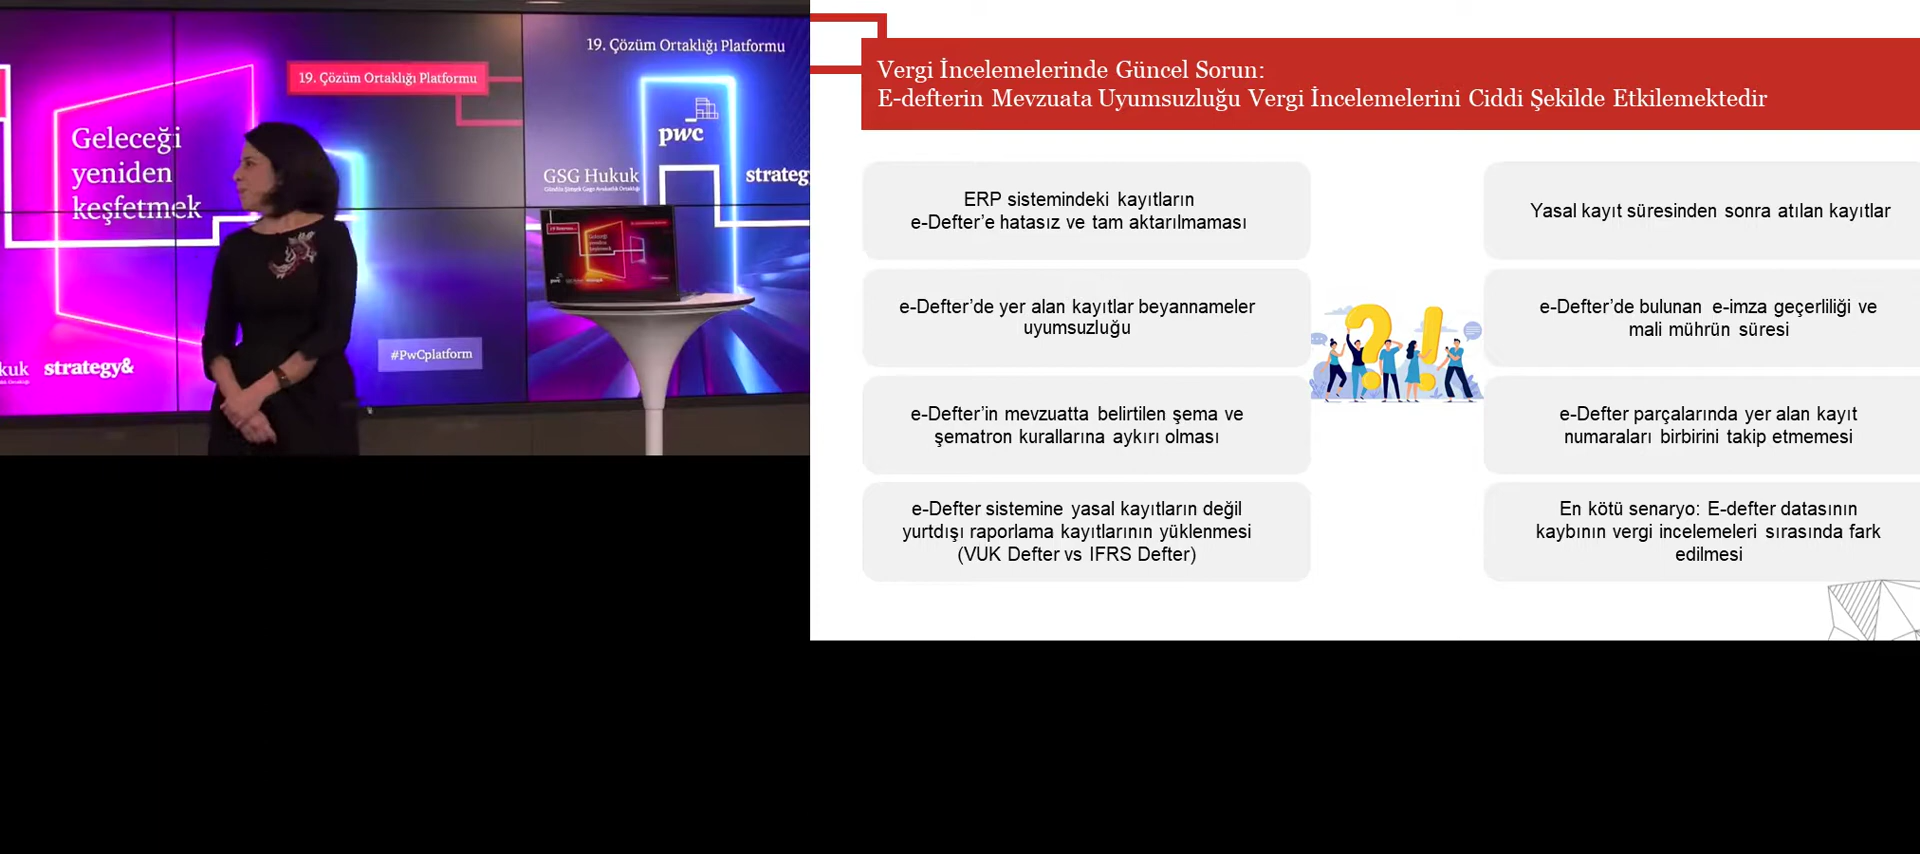 19. Çözüm Ortaklığı Platformu
Geleceği
yeniden
keşfetmek
kuk
strategy&
#PwCplatform
19. Çözüm Ortaklığı Platformu
pwc
GSG Hukuk
strateg
Geleceği
yeniden
keşfetmek
Vergi İncelemelerinde Güncel Sorun:
E-defterin Mevzuata Uyumsuzluğu Vergi İncelemelerini Ciddi Şekilde Etkilemektedir
ERP sistemindeki kayıtların
e-Defter’e hatasız ve tam aktarılmaması
e-Defter’de yer alan kayıtlar beyannameler
uyumsuzluğu
e-Defter’in mevzuatta belirtilen şema ve
şematron kurallarına aykırı olması
e-Defter sistemine yasal kayıtların değil
yurtdışı raporlama kayıtlarının yüklenmesi
(VUK Defter vs IFRS Defter)
?!
Yasal kayıt süresinden sonra atılan kayıtlar
e-Defter’de bulunan e-imza geçerliliği ve
mali mührün süresi
e-Defter parçalarında yer alan kayıt
numaraları birbirini takip etmemesi
En kötü senaryo: E-defter datasının
kaybının vergi incelemeleri sırasında fark
edilmesi